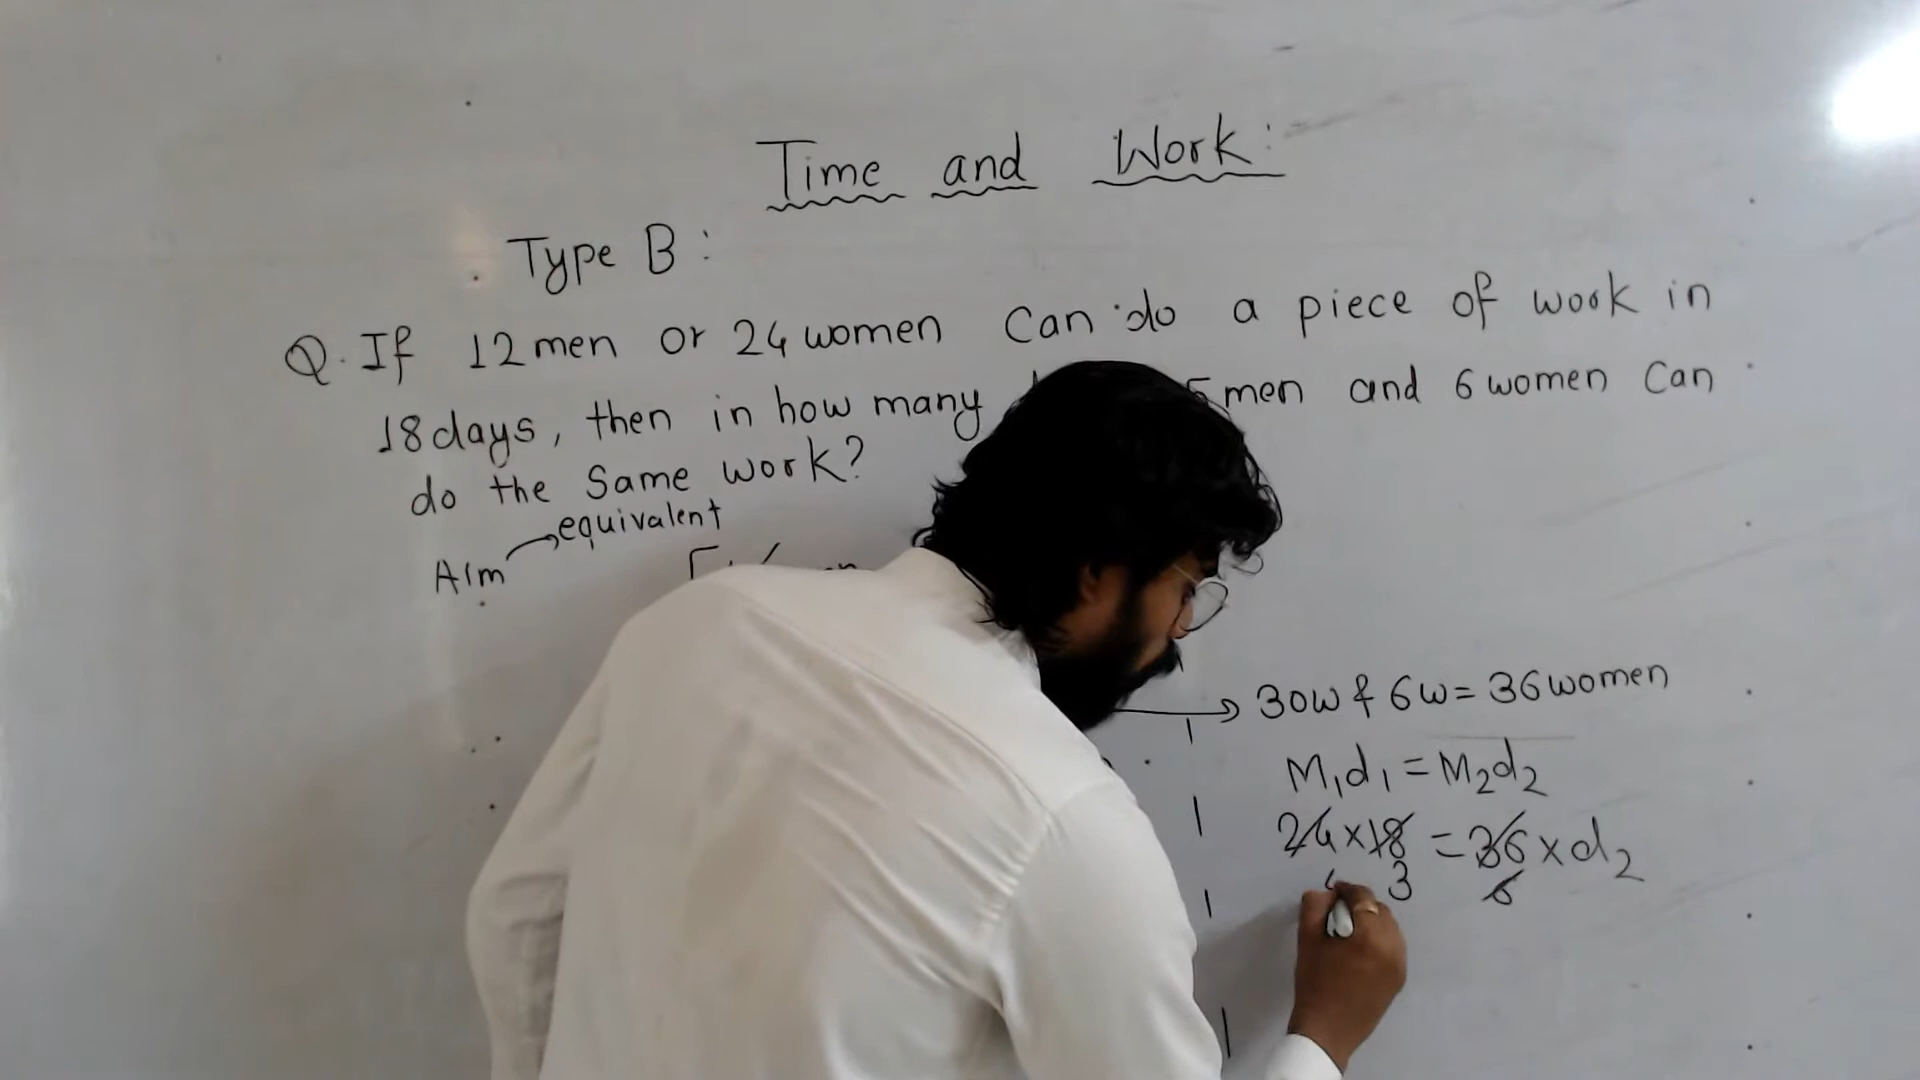 Time and Work:
Type B:
Q. If 12 men or 24 women Can do a piece of work in
18 days, then in how many men and 6 women Can
do the Same work?
equivalent
Aim
→ 30w & 6w = 36 women
M₁d₁ = M₂d₂
24 x 18 = 36 x d₂
3 6